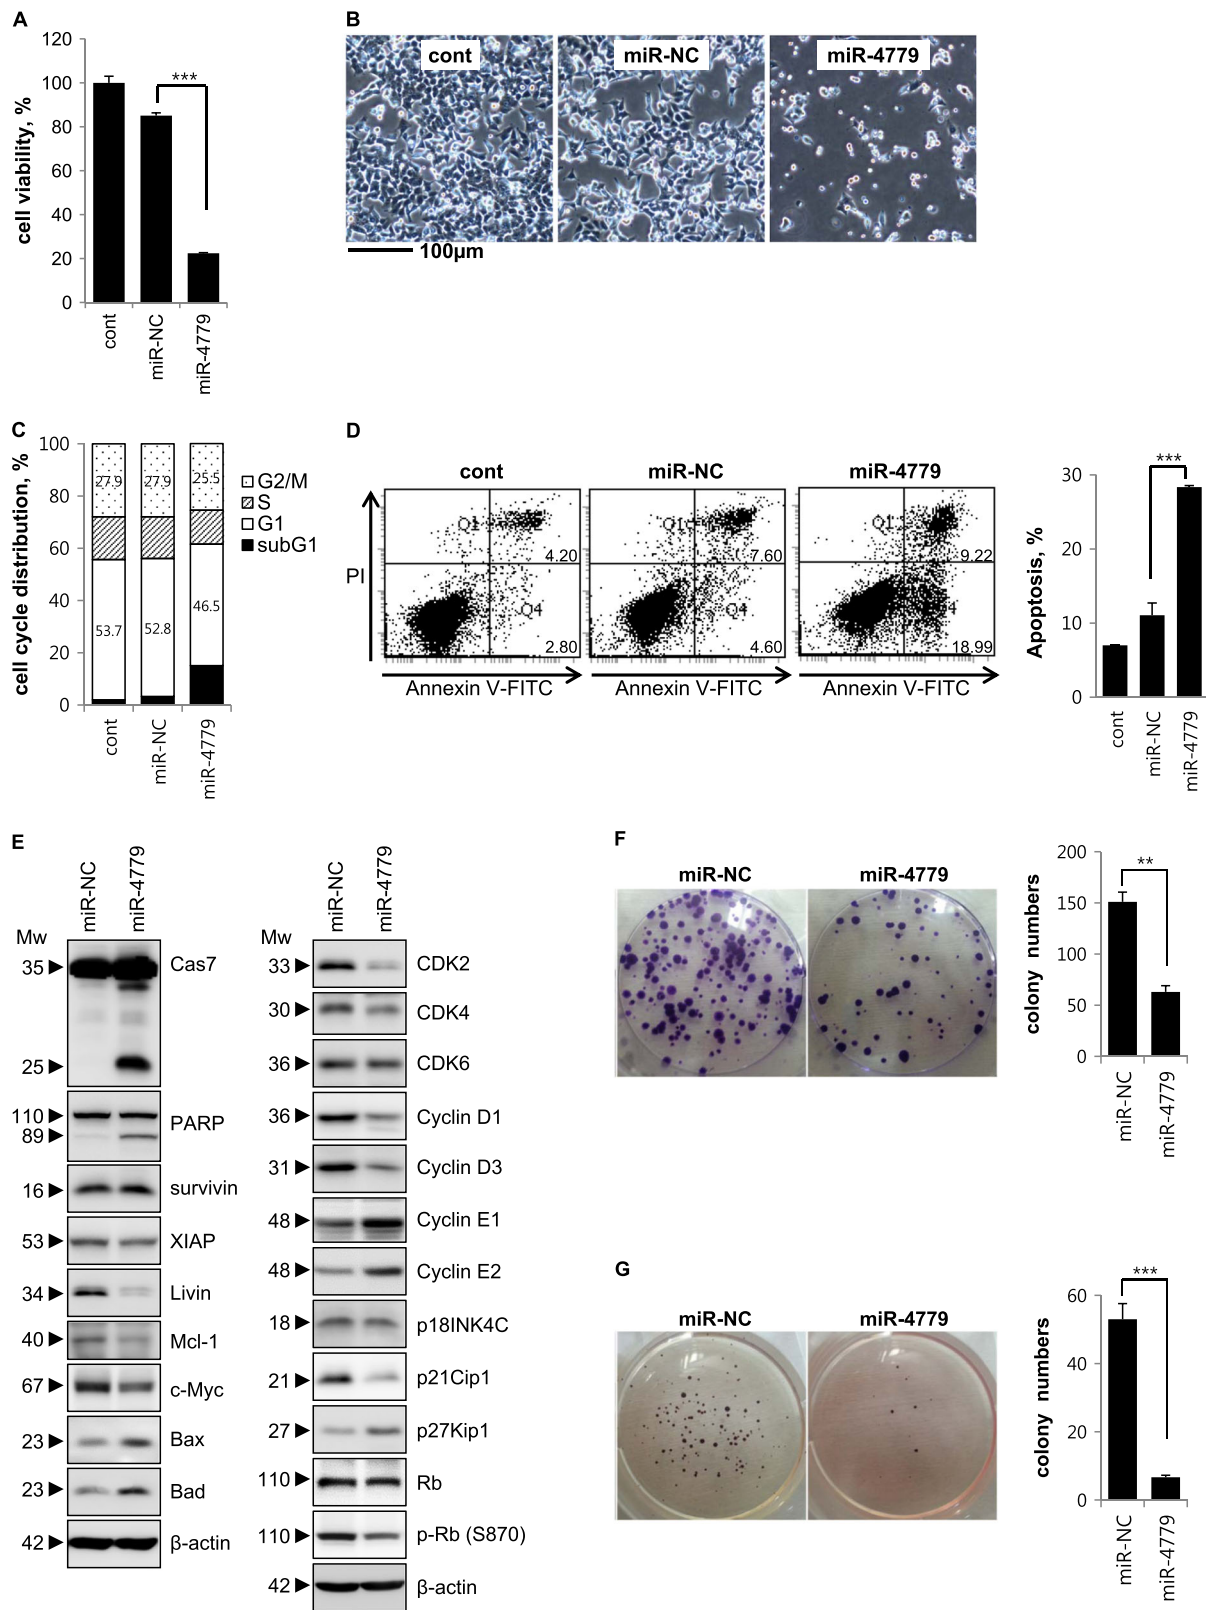 A
cell viability, %
120
100
80
60
40
20
0
***
cont
miR-NC
miR-4779
B
cont
miR-NC
miR-4779
100µm
C
cell cycle distribution, %
100
80
60
40
20
0
27.9
27.9
25.5
53.7
52.8
46.5
G2/M
S
G1
subG1
cont
miR-NC
miR-4779
D
cont
miR-NC
miR-4779
PI
Q1
4.20
Q4
2.80
Q1
7.60
Q4
4.60
Q1
9.22
4
18.99
Annexin V-FITC
Annexin V-FITC
Annexin V-FITC
Apoptosis, %
30
20
10
0
***
cont
miR-NC
miR-4779
E
miR-NC
miR-4779
Mw
35 Cas7
25
110 PARP
89
16 survivin
53 XIAP
34 Livin
40 Mcl-1
67 c-Myc
23 Bax
23 Bad
42 β-actin
miR-NC
miR-4779
Mw
33 CDK2
30 CDK4
36 CDK6
36 Cyclin D1
31 Cyclin D3
48 Cyclin E1
48 Cyclin E2
18 p18INK4C
21 p21Cip1
27 p27Kip1
110 Rb
110 p-Rb (S870)
42 β-actin
F
miR-NC
miR-4779
colony numbers
200
150
100
50
0
**
miR-NC
miR-4779
G
miR-NC
miR-4779
colony numbers
60
40
20
0
***
miR-NC
miR-4779